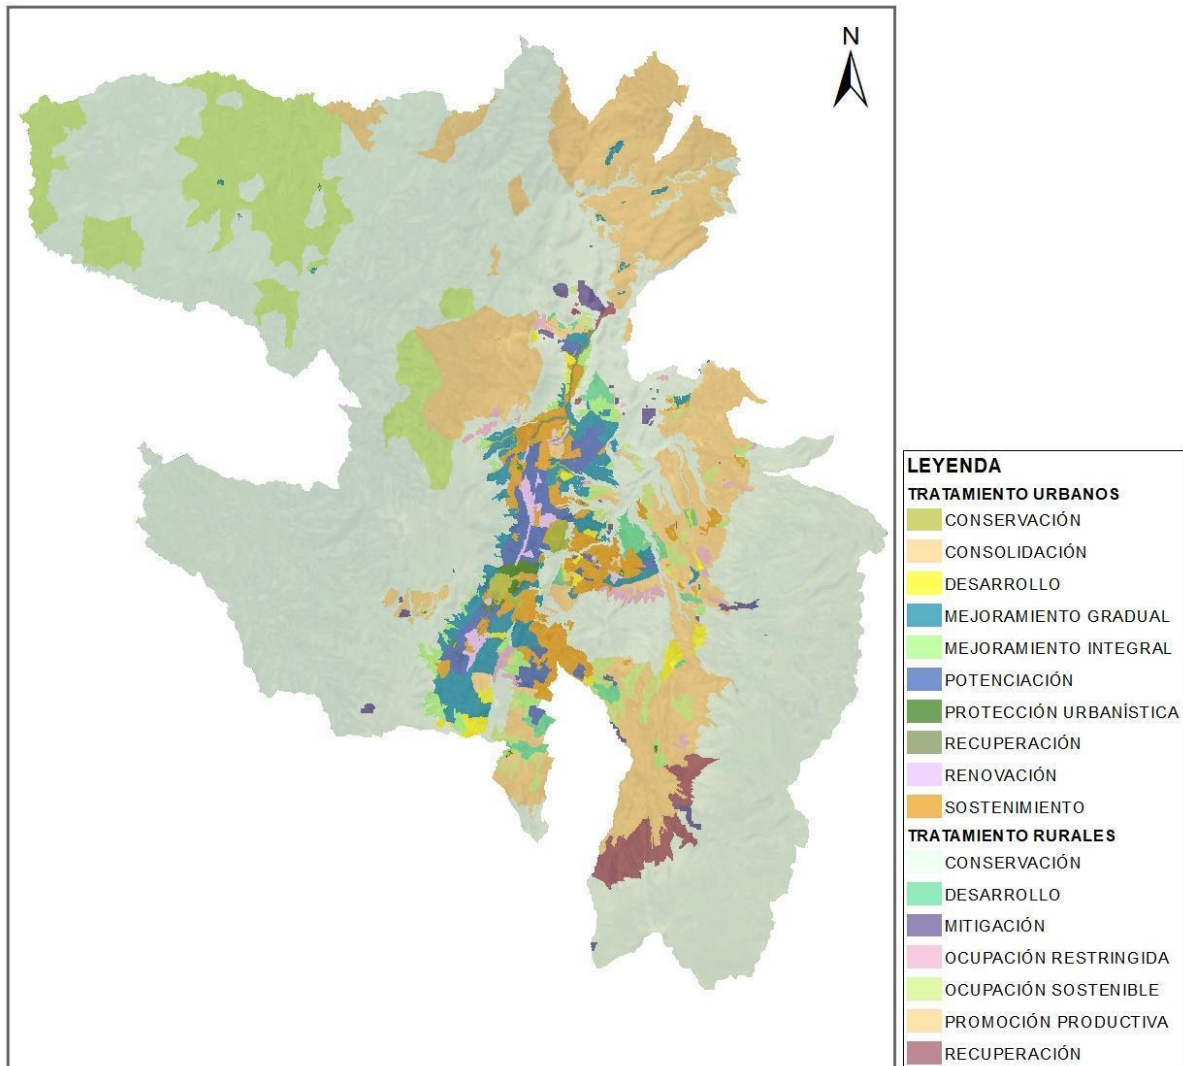 N
LEYENDA
TRATAMIENTO URBANOS
CONSERVACIÓN
CONSOLIDACIÓN
DESARROLLO
MEJORAMIENTO GRADUAL
MEJORAMIENTO INTEGRAL
POTENCIACIÓN
PROTECCIÓN URBANÍSTICA
RECUPERACIÓN
RENOVACIÓN
SOSTENIMIENTO
TRATAMIENTO RURALES
CONSERVACIÓN
DESARROLLO
MITIGACIÓN
OCUPACIÓN RESTRINGIDA
OCUPACIÓN SOSTENIBLE
PROMOCIÓN PRODUCTIVA
RECUPERACIÓN